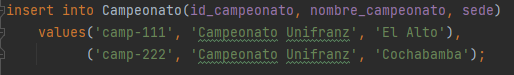 insert into Campeonato(id_campeonato, nombre_campeonato, sede)
values('camp-111', 'Campeonato Unifranz', 'El Alto'),
('camp-222', 'Campeonato Unifranz', 'Cochabamba');